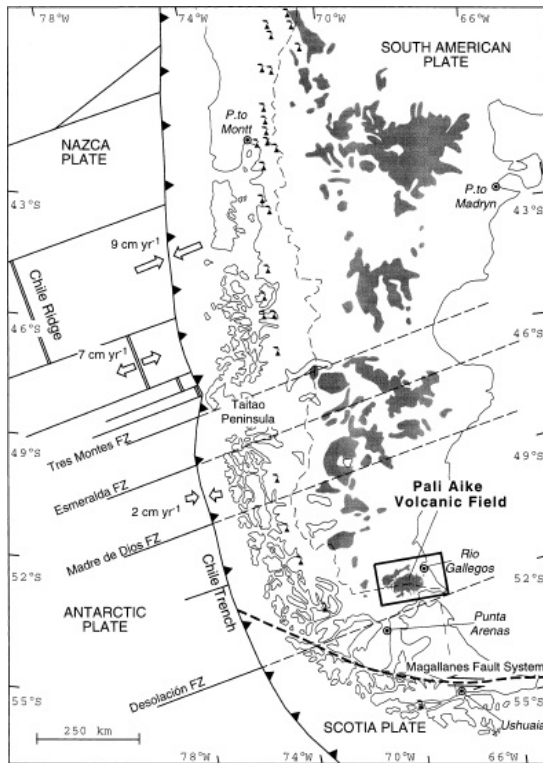 78°W
74°W
70°W
66°W
SOUTH AMERICAN
PLATE
P.to
Montt
NAZCA
PLATE
43°S
P.to
Madryn
43°S
9 cm yr⁻¹
Chile Ridge
46°S
46°S
7 cm yr⁻¹
Taitao
Peninsula
Tres Montes FZ
49°S
49°S
Esmeralda FZ
Pali Aike
Volcanic Field
2 cm yr⁻¹
Madre de Dios FZ
Rio
Gallegos
52°S
52°S
Chile Trench
ANTARCTIC
PLATE
Punta
Arenas
Magallanes Fault System
Desolación FZ
55°S
55°S
250 km
SCOTIA PLATE
Ushuaia
78°W
74°W
70°W
66°W